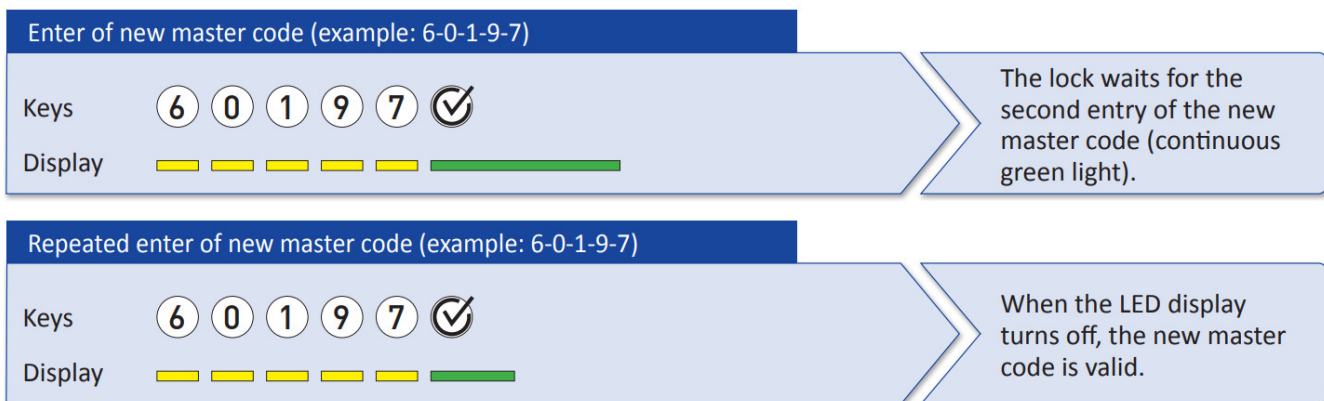 Enter of new master code (example: 6-0-1-9-7)
Keys 6 0 1 9 7
Display
The lock waits for the
second entry of the new
master code (continuous
green light).
Repeated enter of new master code (example: 6-0-1-9-7)
Keys 6 0 1 9 7
Display
When the LED display
turns off, the new master
code is valid.